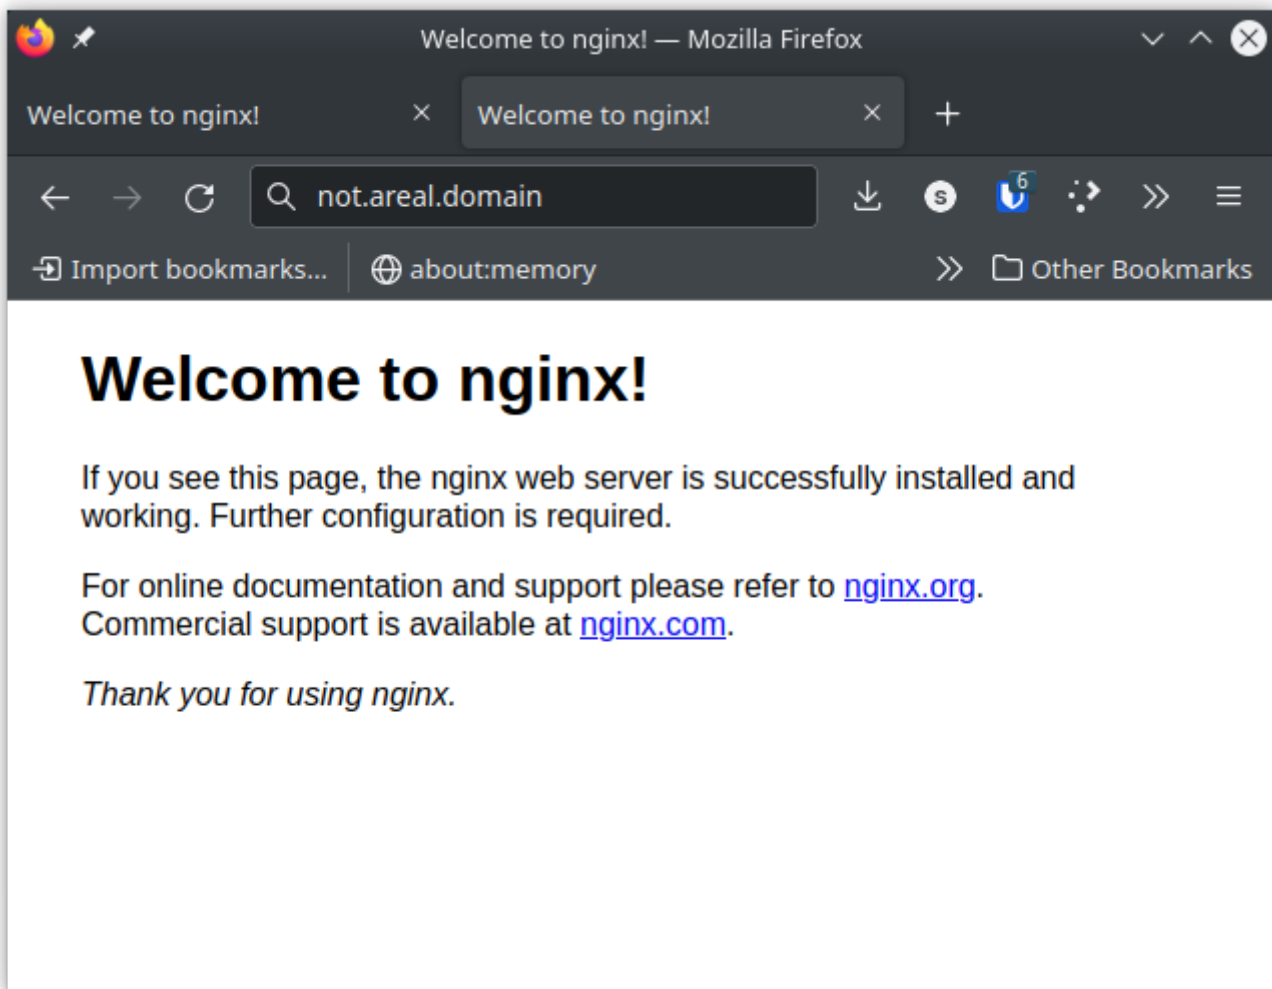 Welcome to nginx! — Mozilla Firefox
Welcome to nginx!
Welcome to nginx!
not.areal.domain
S
6
Import bookmarks...
about:memory
Other Bookmarks
Welcome to nginx!
If you see this page, the nginx web server is successfully installed and
working. Further configuration is required.
For online documentation and support please refer to nginx.org.
Commercial support is available at nginx.com.
Thank you for using nginx.